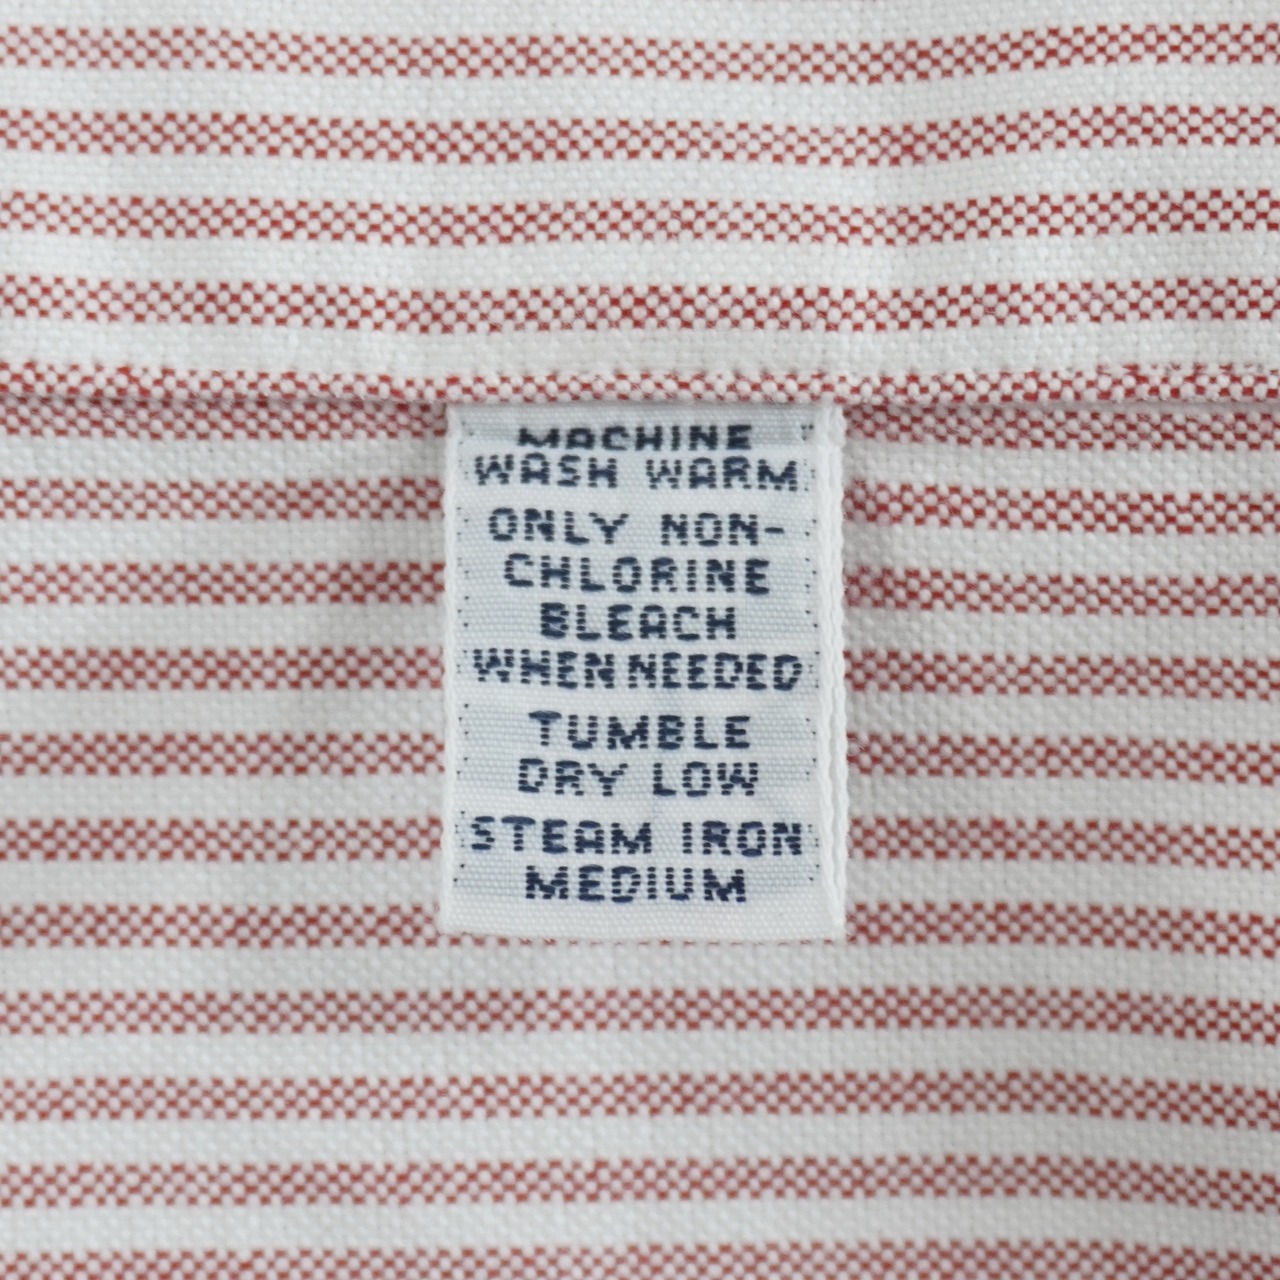 MACHINE
WASH WARM
ONLY NON-
CHLORINE
BLEACH
WHEN NEEDED
TUMBLE
DRY LOW
STEAM IRON
MEDIUM